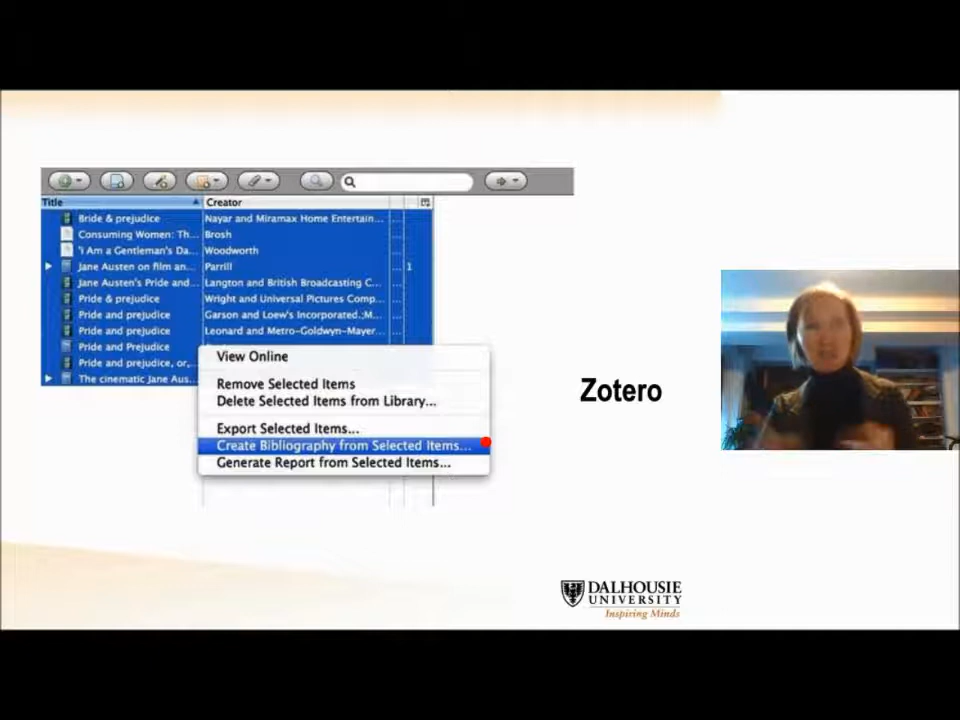 Title Creator
Bride & prejudice Nayar and Miramax Home Entertain... ...
Consuming Women: Th... Brosh ...
'I Am a Gentleman's Da... Woodworth ...
Jane Austen on film an... Parrill ... 1
Jane Austen's Pride and... Langton and British Broadcasting C... ...
Pride & prejudice Wright and Universal Pictures Comp... ...
Pride and prejudice Garson and Loew's Incorporated.;M... ...
Pride and prejudice Leonard and Metro-Goldwyn-Mayer... ...
Pride and Prejudice
Pride and prejudice, or,...
The cinematic Jane Aus...
View Online
Remove Selected Items
Delete Selected Items from Library...
Export Selected Items...
Create Bibliography from Selected Items...
Generate Report from Selected Items...
Zotero
DALHOUSIE
UNIVERSITY
Inspiring Minds